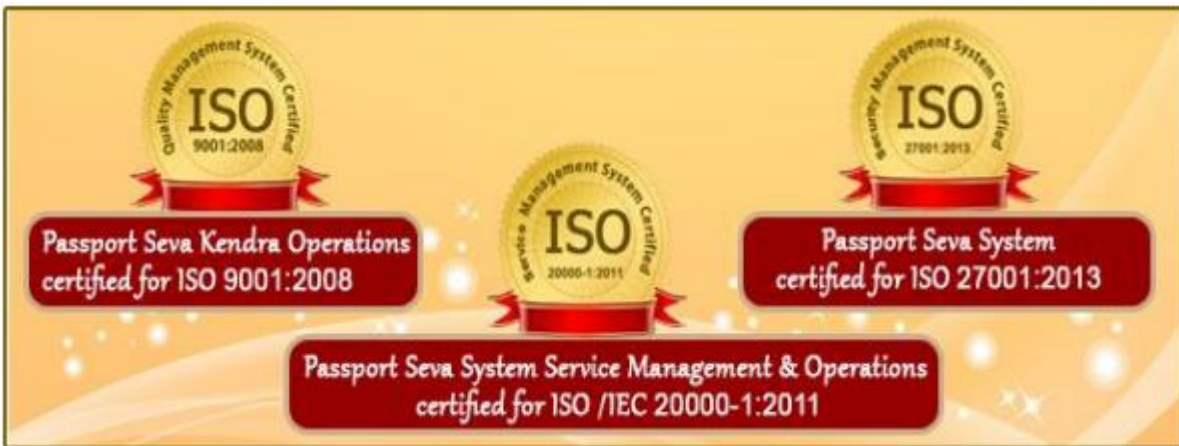 Quality Management System Certified
ISO
9001:2008
Passport Seva Kendra Operations
certified for ISO 9001:2008
Service Management System Certified
ISO
20000-1:2011
Passport Seva System Service Management & Operations
certified for ISO /IEC 20000-1:2011
Security Management System Certified
ISO
27001:2013
Passport Seva System
certified for ISO 27001:2013